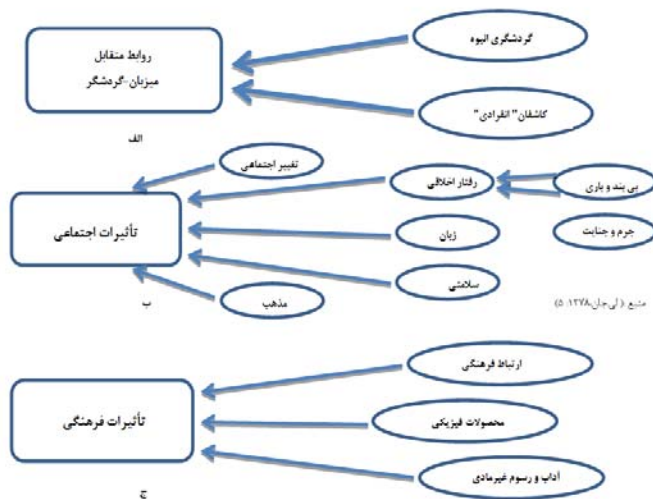 گردشگری انبوه
روابط متقابل
میزبان-گردشگر
کاشفان" انفرادی"
الف
تغییر اجتماعی
رفتار اخلاقی
بی بند و باری
تأثیرات اجتماعی
زبان
جرم و جنایت
سلامتی
مذهب
ب
منبع: (لی‌جان،۱۳۷۸: ۵)
ارتباط فرهنگی
تأثیرات فرهنگی
محصولات فیزیکی
آداب و رسوم غیرمادی
ج